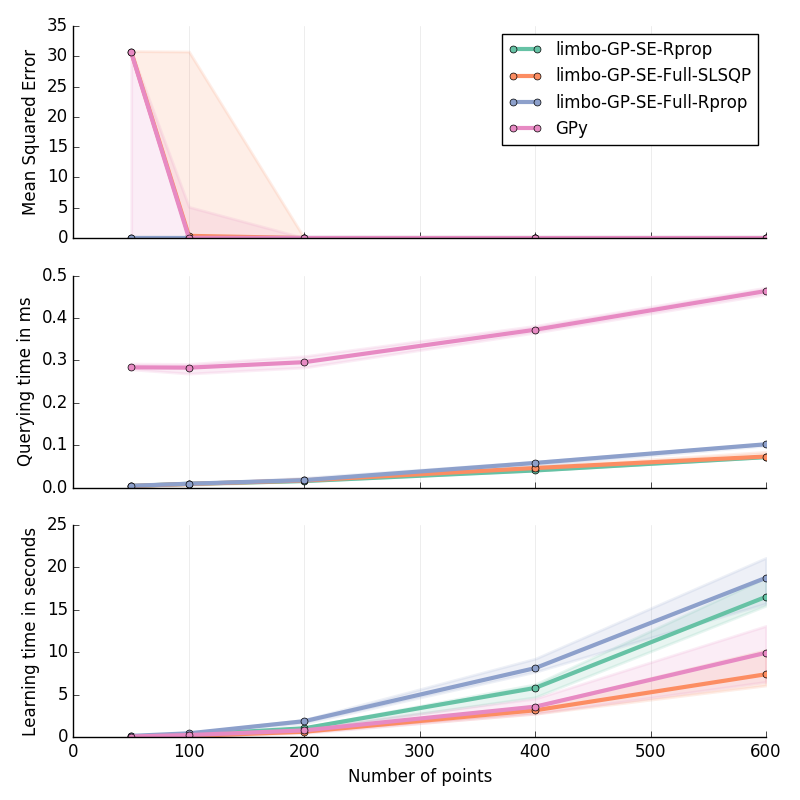 35
30
25
20
15
10
5
0
Mean Squared Error
limbo-GP-SE-Rprop
limbo-GP-SE-Full-SLSQP
limbo-GP-SE-Full-Rprop
GPy
0.5
0.4
0.3
0.2
0.1
0.0
Querying time in ms
25
20
15
10
5
0
Learning time in seconds
0 100 200 300 400 500 600
Number of points